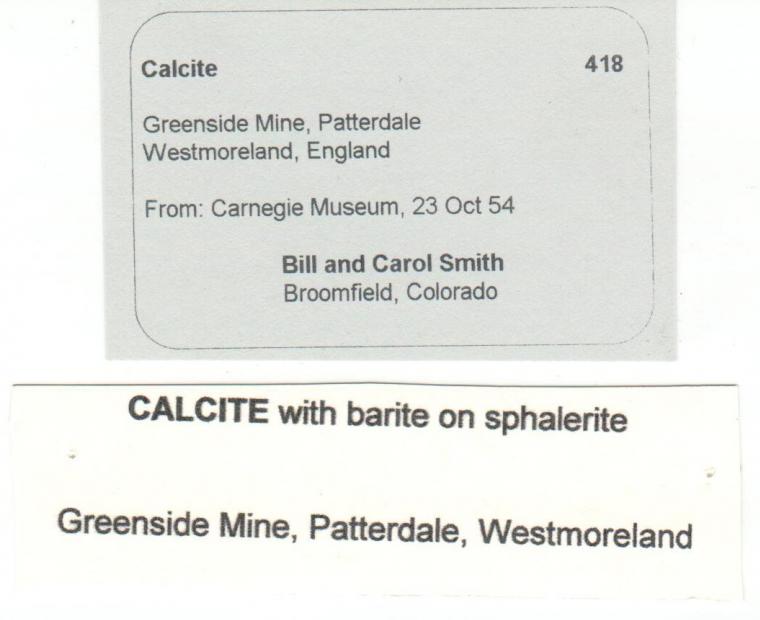 Calcite 418
Greenside Mine, Patterdale
Westmoreland, England
From: Carnegie Museum, 23 Oct 54
Bill and Carol Smith
Broomfield, Colorado
CALCITE with barite on sphalerite
Greenside Mine, Patterdale, Westmoreland